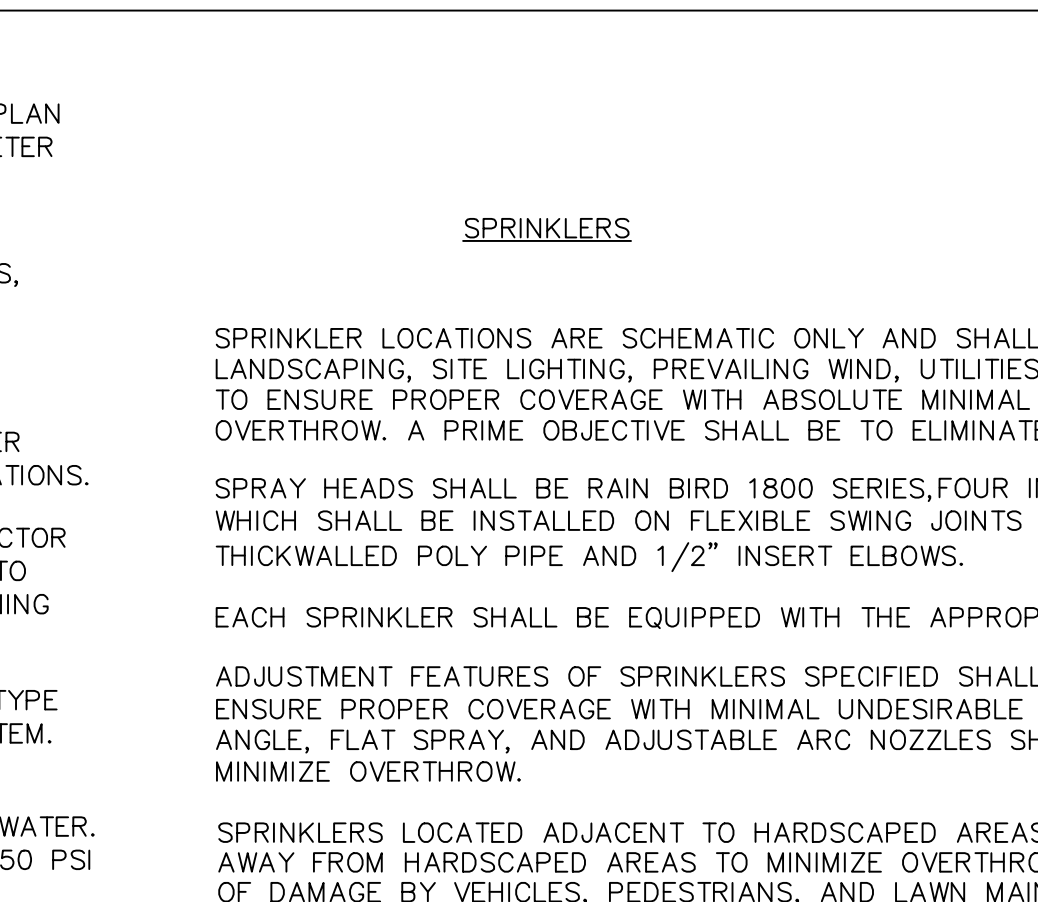 PLAN
ETER
S,
ER
ATIONS.
CTOR
TO
NING
TYPE
TEM.
WATER.
50 PSI
SPRINKLERS
SPRINKLER LOCATIONS ARE SCHEMATIC ONLY AND SHALL
LANDSCAPING, SITE LIGHTING, PREVAILING WIND, UTILITIES
TO ENSURE PROPER COVERAGE WITH ABSOLUTE MINIMAL
OVERTHROW. A PRIME OBJECTIVE SHALL BE TO ELIMINATE
SPRAY HEADS SHALL BE RAIN BIRD 1800 SERIES,FOUR I
WHICH SHALL BE INSTALLED ON FLEXIBLE SWING JOINTS
THICKWALLED POLY PIPE AND 1/2” INSERT ELBOWS.
EACH SPRINKLER SHALL BE EQUIPPED WITH THE APPROP
ADJUSTMENT FEATURES OF SPRINKLERS SPECIFIED SHALL
ENSURE PROPER COVERAGE WITH MINIMAL UNDESIRABLE
ANGLE, FLAT SPRAY, AND ADJUSTABLE ARC NOZZLES SH
MINIMIZE OVERTHROW.
SPRINKLERS LOCATED ADJACENT TO HARDSCAPED AREAS
AWAY FROM HARDSCAPED AREAS TO MINIMIZE OVERTHRO
OF DAMAGE BY VEHICLES, PEDESTRIANS, AND LAWN MAI